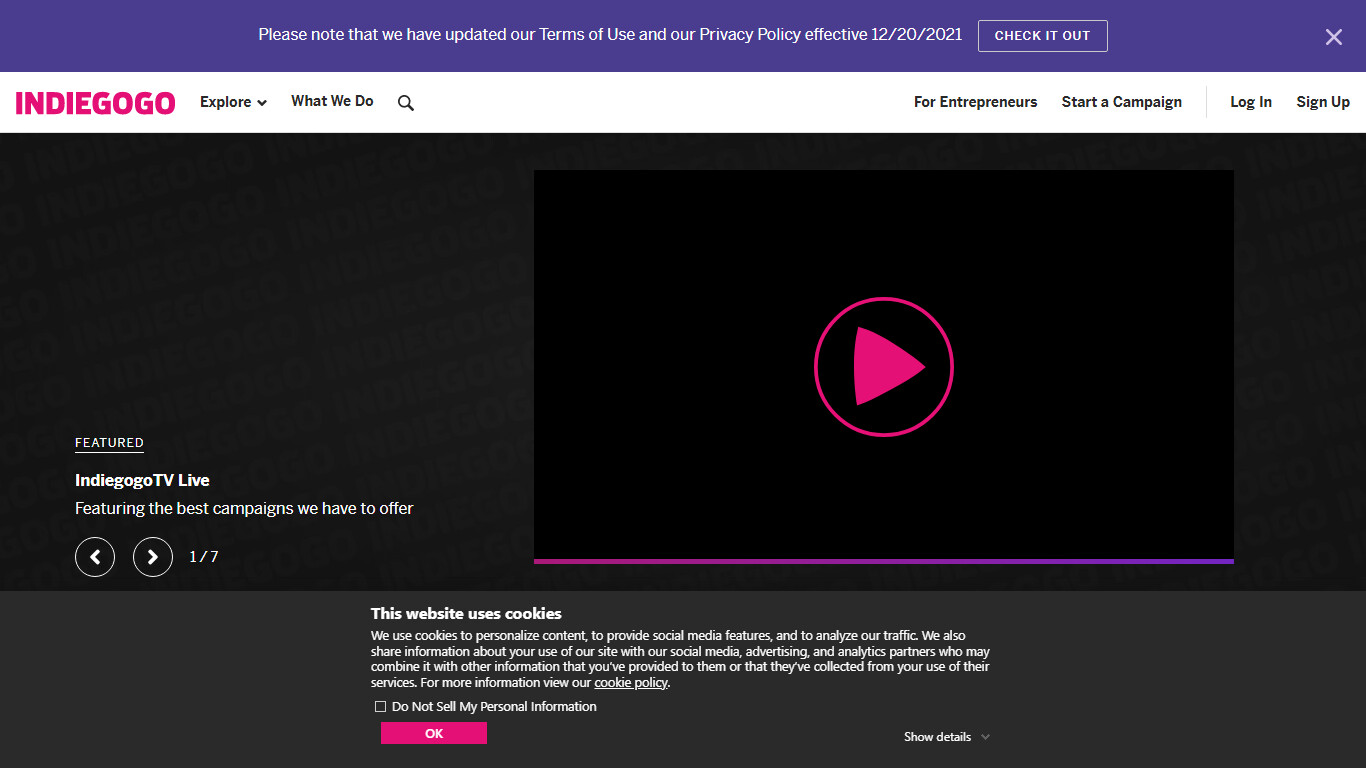 Please note that we have updated our Terms of Use and our Privacy Policy effective 12/20/2021
CHECK IT OUT
INDIEGOGO
Explore
What We Do
For Entrepreneurs
Start a Campaign
Log In
Sign Up
FEATURED
IndiegogoTV Live
Featuring the best campaigns we have to offer
1 / 7
This website uses cookies
We use cookies to personalize content, to provide social media features, and to analyze our traffic. We also
share information about your use of our site with our social media, advertising, and analytics partners who may
combine it with other information that you've provided to them or that they've collected from your use of their
services. For more information view our cookie policy.
Do Not Sell My Personal Information
OK
Show details